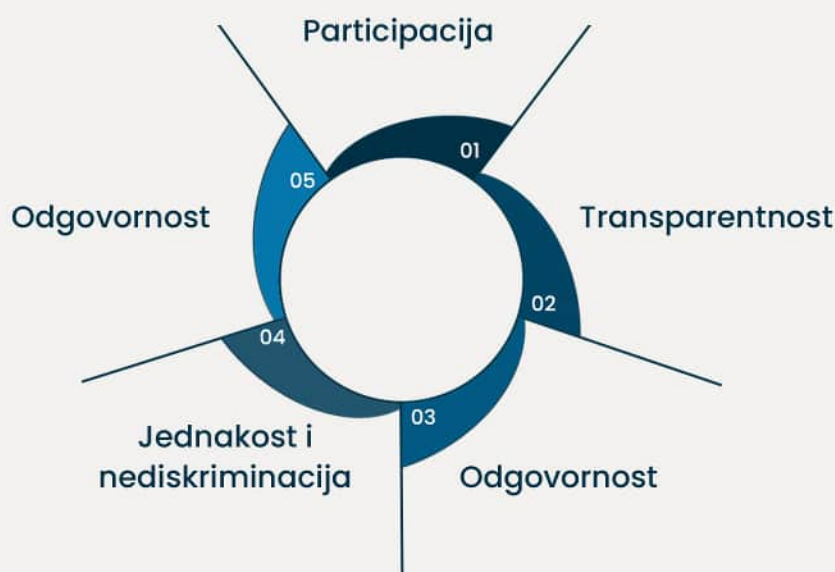 Participacija
01
Transparentnost
02
Odgovornost
03
Jednakost i
nediskriminacija
04
Odgovornost
05